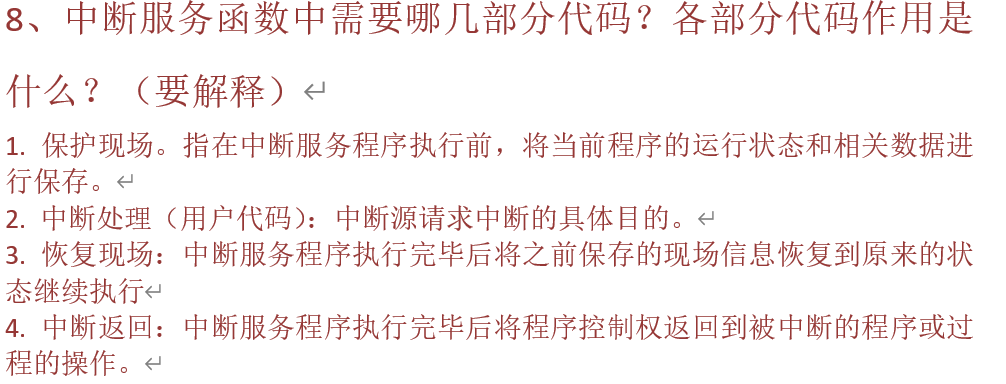 8、中断服务函数中需要哪几部分代码？各部分代码作用是
什么？（要解释）↵
1. 保护现场。指在中断服务程序执行前，将当前程序的运行状态和相关数据进
行保存。↵
2. 中断处理（用户代码）：中断源请求中断的具体目的。↵
3. 恢复现场：中断服务程序执行完毕后将之前保存的现场信息恢复到原来的状
态继续执行↵
4. 中断返回：中断服务程序执行完毕后将程序控制权返回到被中断的程序或过
程的操作。↵